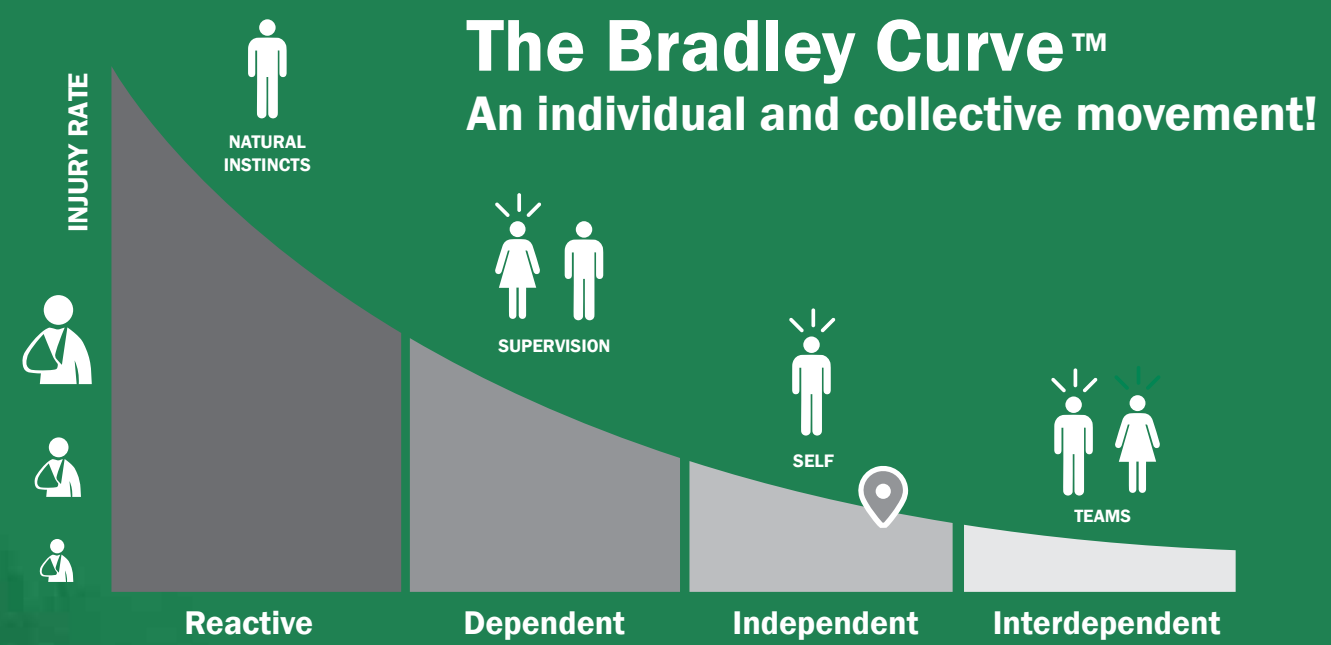 The Bradley Curve™
An individual and collective movement!
INJURY RATE
NATURAL
INSTINCTS
SUPERVISION
SELF
TEAMS
Reactive
Dependent
Independent
Interdependent